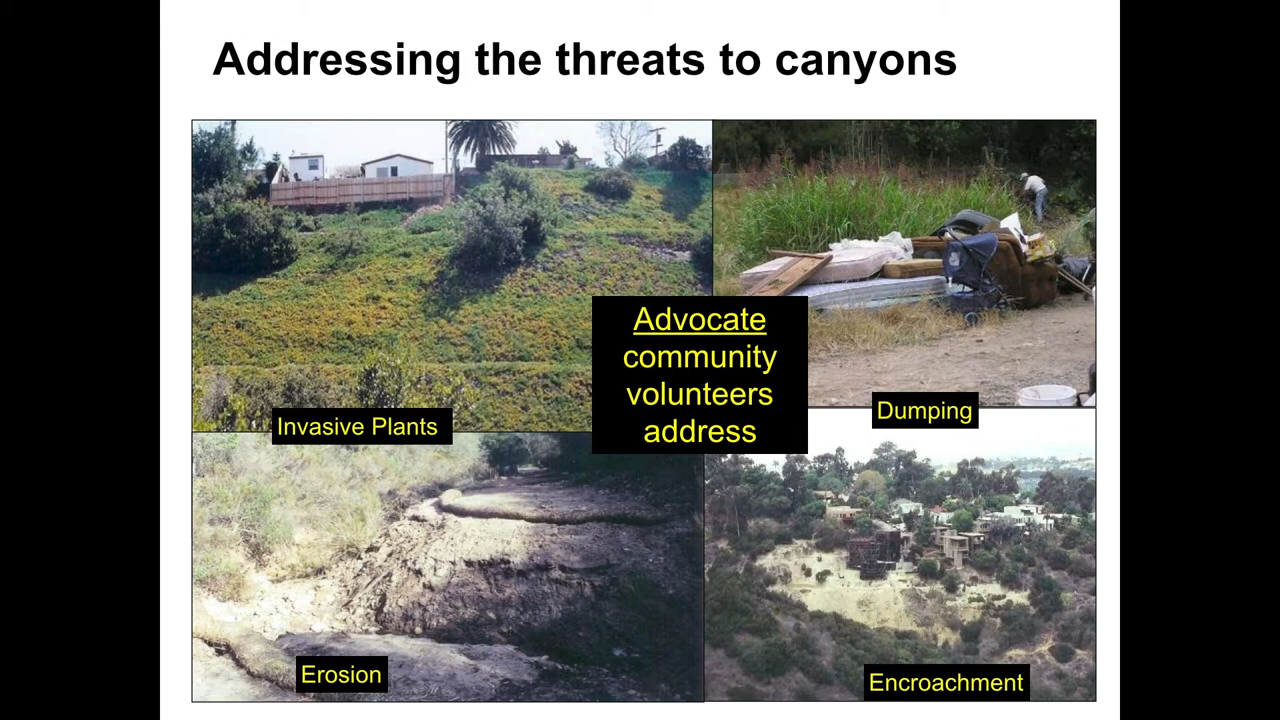 Addressing the threats to canyons
Advocate
community
volunteers
address
Invasive Plants
Dumping
Erosion
Encroachment